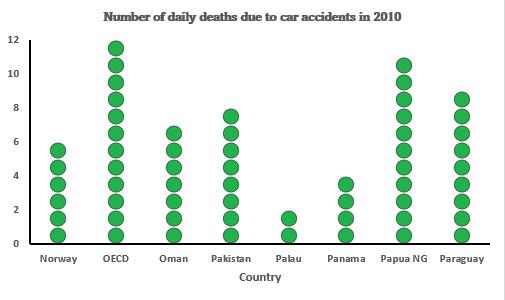 Number of daily deaths due to car accidents in 2010
12
10
8
6
4
2
0
Norway OECD Oman Pakistan Palau Panama Papua NG Paraguay
Country